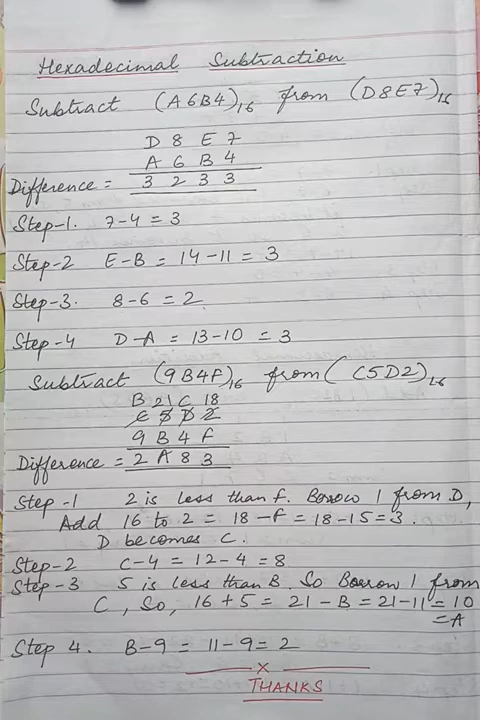 Hexadecimal Subtraction
Subtract (A6B4)₁₆ from (D8E7)₁₆
D 8 E 7
A 6 B 4
Difference = 3 2 3 3
Step-1. 7-4 = 3
Step-2 E-B = 14-11 = 3
Step-3. 8-6 = 2
Step-4 D-A = 13-10 = 3
Subtract (9B4F)₁₆ from (C5D2)₁₆
B 21 C 18
C 5 D 2
9 B 4 F
Difference = 2 A 8 3
Step-1 2 is less than f. Borrow 1 from D,
Add 16 to 2 = 18-f = 18-15 = 3.
D becomes C.
Step-2 C-4 = 12-4 = 8
Step-3 5 is less than B. So Borrow 1 from
C, So, 16+5 = 21-B = 21-11 = 10
=A
Step 4. B-9 = 11-9 = 2
x
THANKS